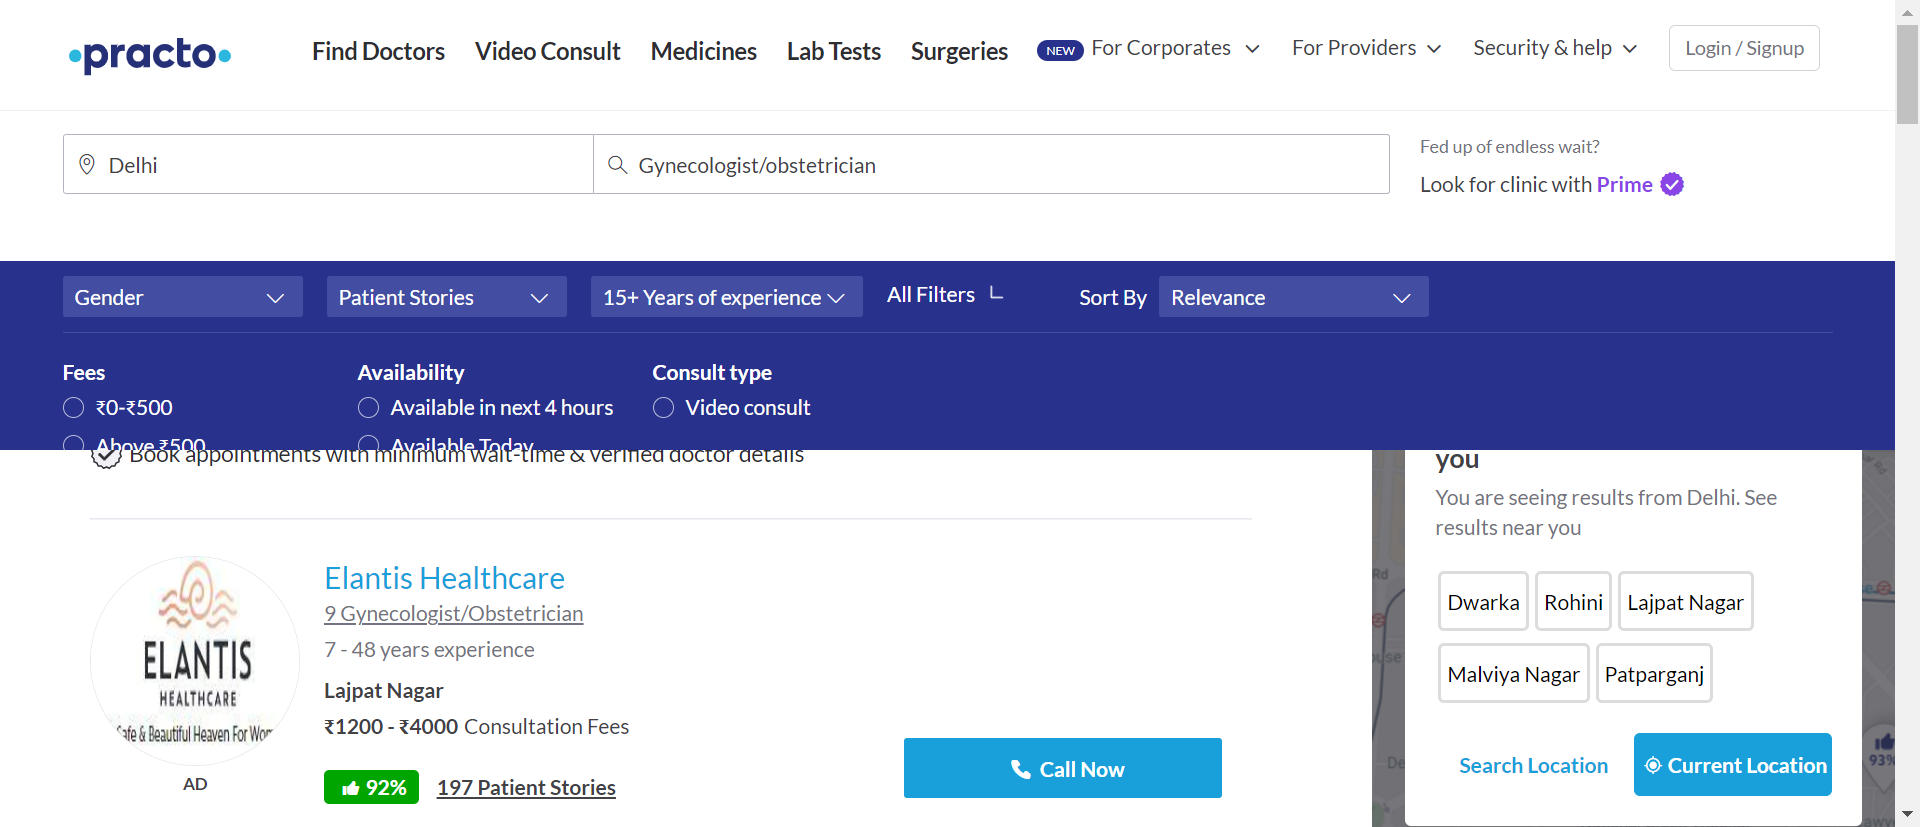 practo
Find Doctors
Video Consult
Medicines
Lab Tests
Surgeries
NEW For Corporates
For Providers
Security & help
Login / Signup
Delhi
Gynecologist/obstetrician
Fed up of endless wait?
Look for clinic with Prime
Gender
Patient Stories
15+ Years of experience
All Filters
Sort By
Relevance
Fees
₹0-₹500
Above ₹500
Availability
Available in next 4 hours
Available Today
Consult type
Video consult
Book appointments with minimum wait-time & verified doctor details
ELANTIS
HEALTHCARE
afe & Beautiful Heaven For Wom
AD
Elantis Healthcare
9 Gynecologist/Obstetrician
7 - 48 years experience
Lajpat Nagar
₹1200 - ₹4000 Consultation Fees
92%
197 Patient Stories
Call Now
you
You are seeing results from Delhi. See
results near you
Dwarka
Rohini
Lajpat Nagar
Malviya Nagar
Patparganj
Search Location
Current Location
Rd
Rd
93%